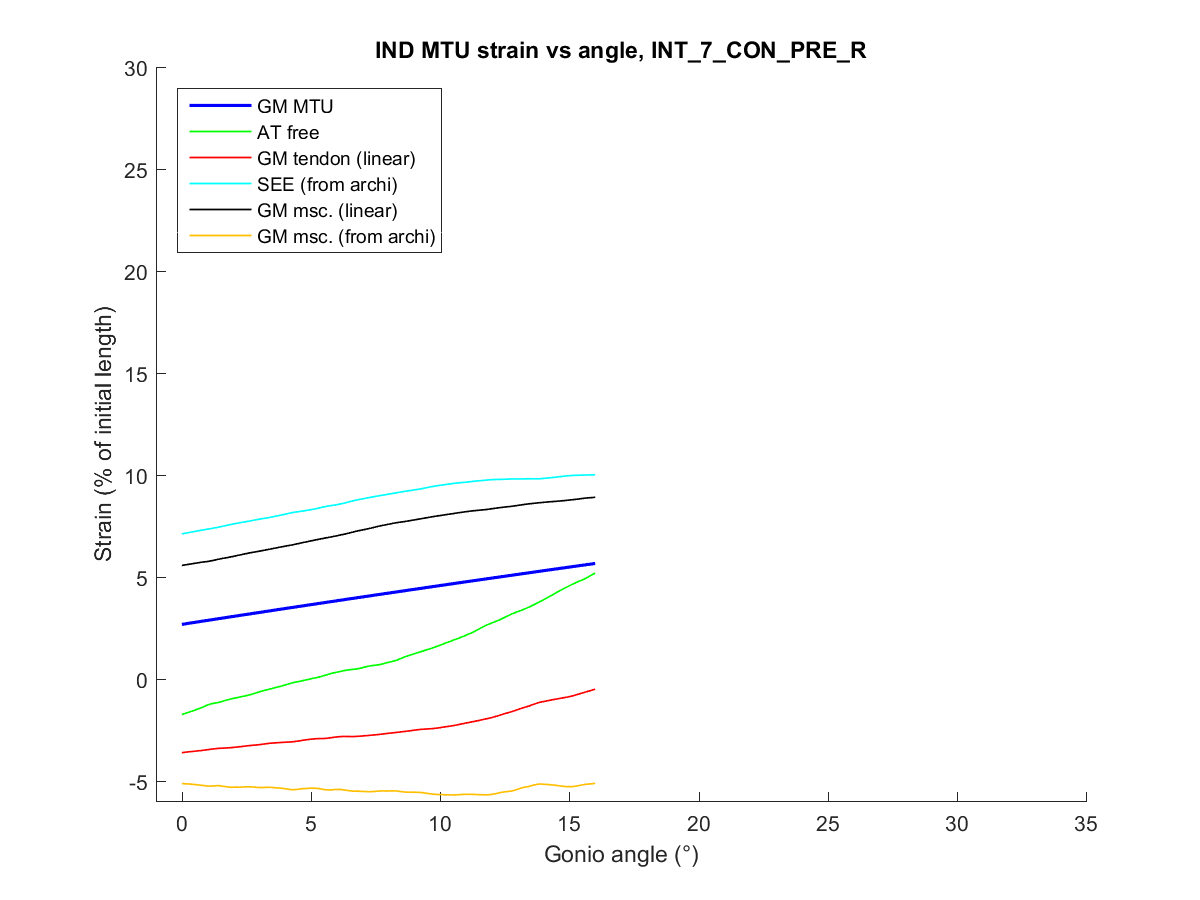 IND MTU strain vs angle, INT_7_CON_PRE_R
30
25
20
15
10
5
0
-5
Strain (% of initial length)
GM MTU
AT free
GM tendon (linear)
SEE (from archi)
GM msc. (linear)
GM msc. (from archi)
0 5 10 15 20 25 30 35
Gonio angle (°)